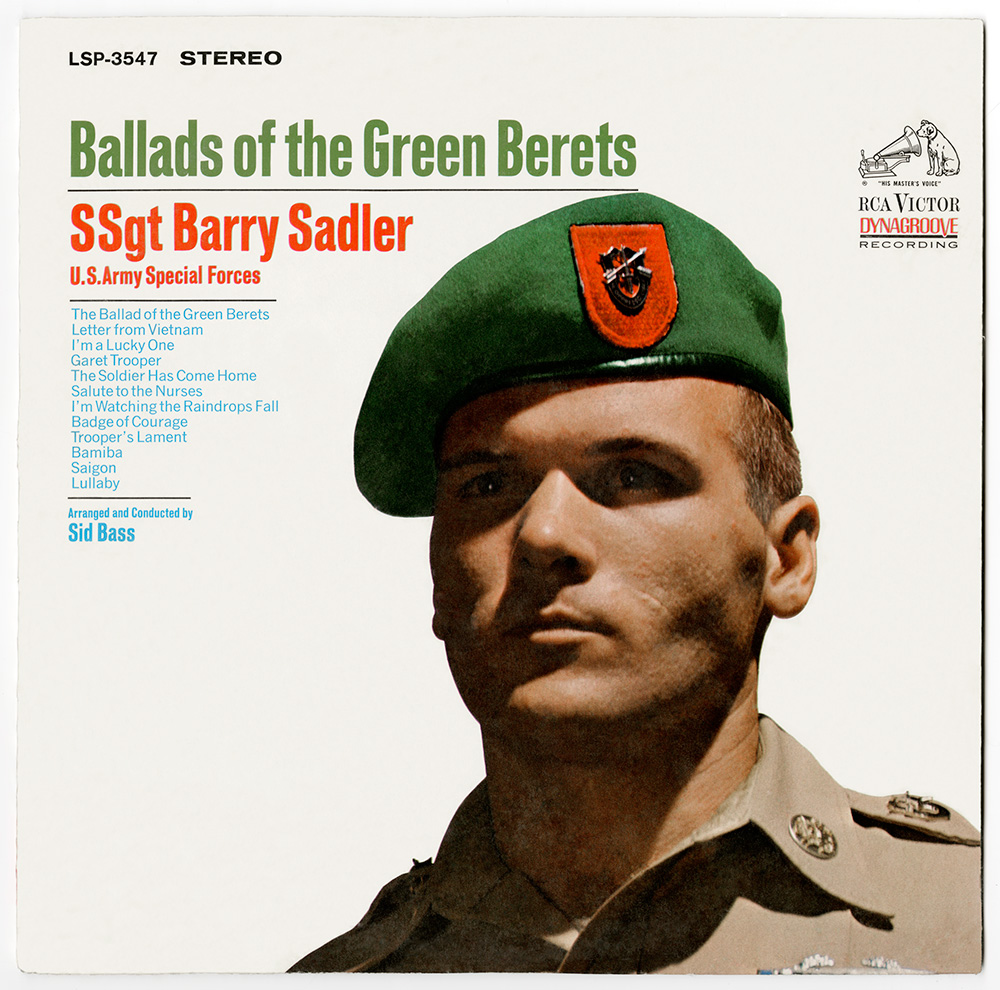 LSP-3547 STEREO
Ballads of the Green Berets
SSgt Barry Sadler
U.S.Army Special Forces
The Ballad of the Green Berets
Letter from Vietnam
I'm a Lucky One
Garet Trooper
The Soldier Has Come Home
Salute to the Nurses
I'm Watching the Raindrops Fall
Badge of Courage
Trooper's Lament
Bamiba
Saigon
Lullaby
Arranged and Conducted by
Sid Bass
® "HIS MASTER'S VOICE"
RCA VICTOR
DYNAGROOVE
RECORDING